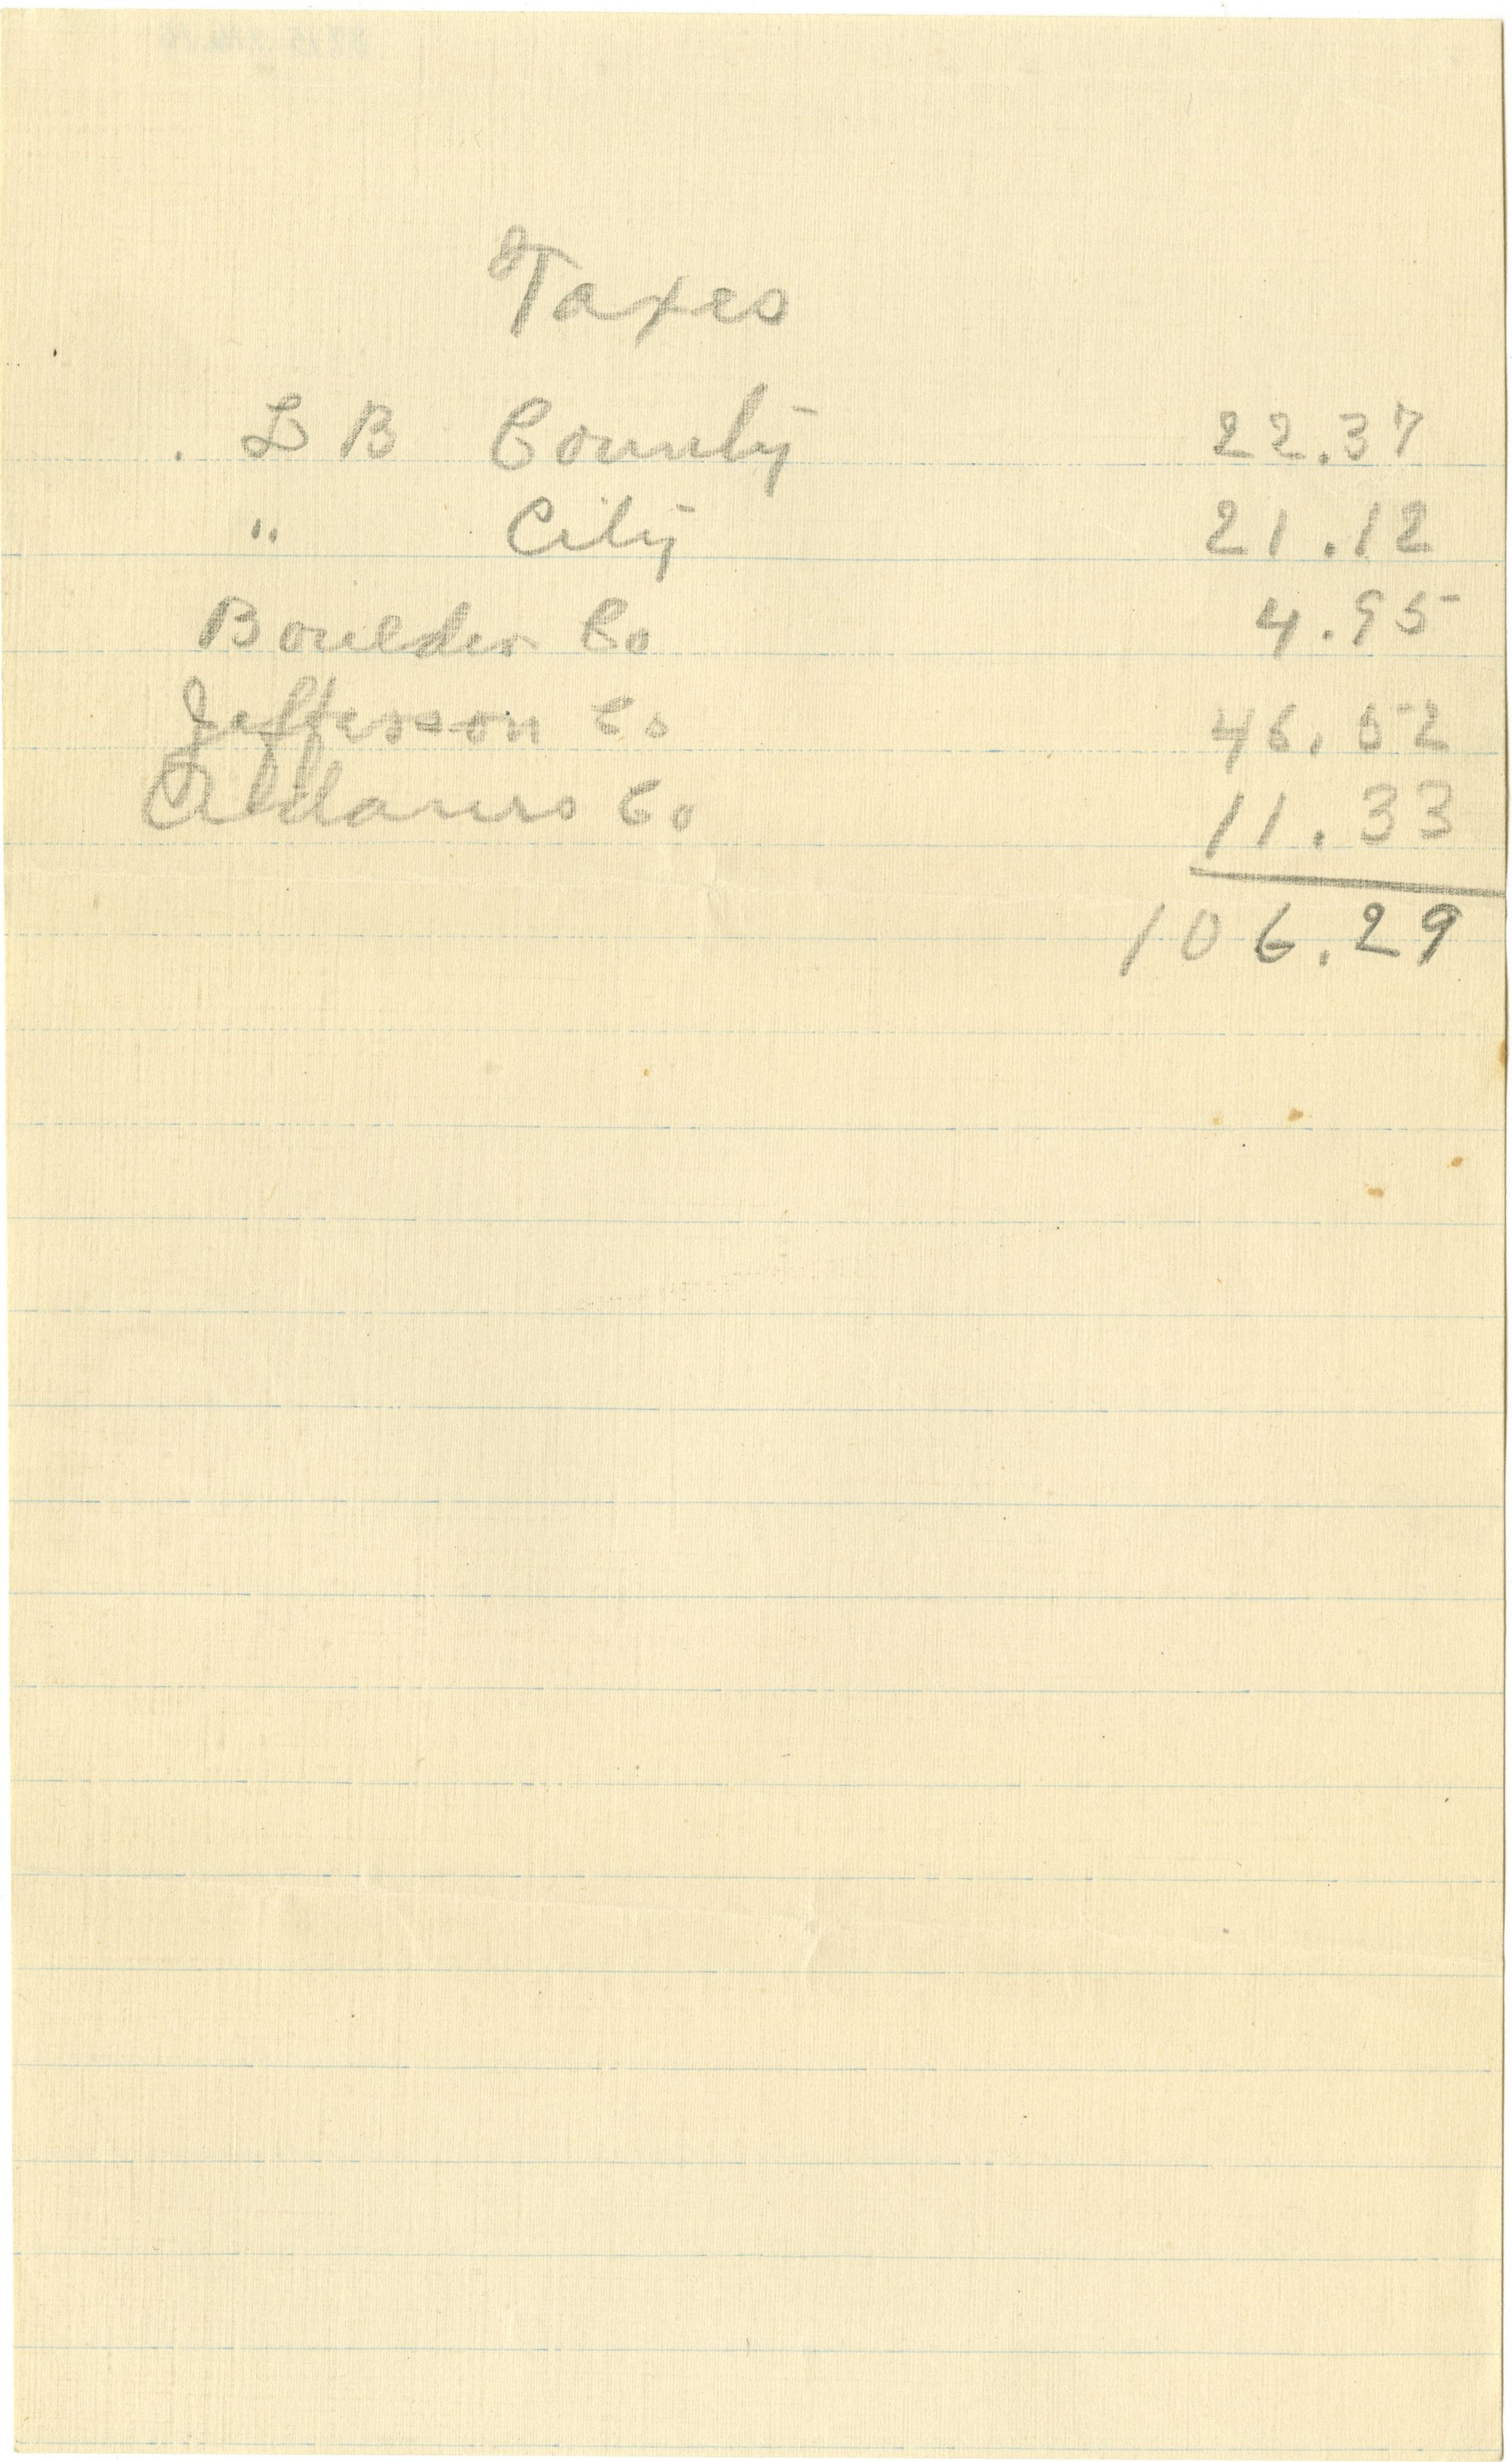 Taxes
L B County 22.37
" City 21.12
Boulder Co 4.95
Jefferson Co 46.52
Adams Co 11.33
106.29